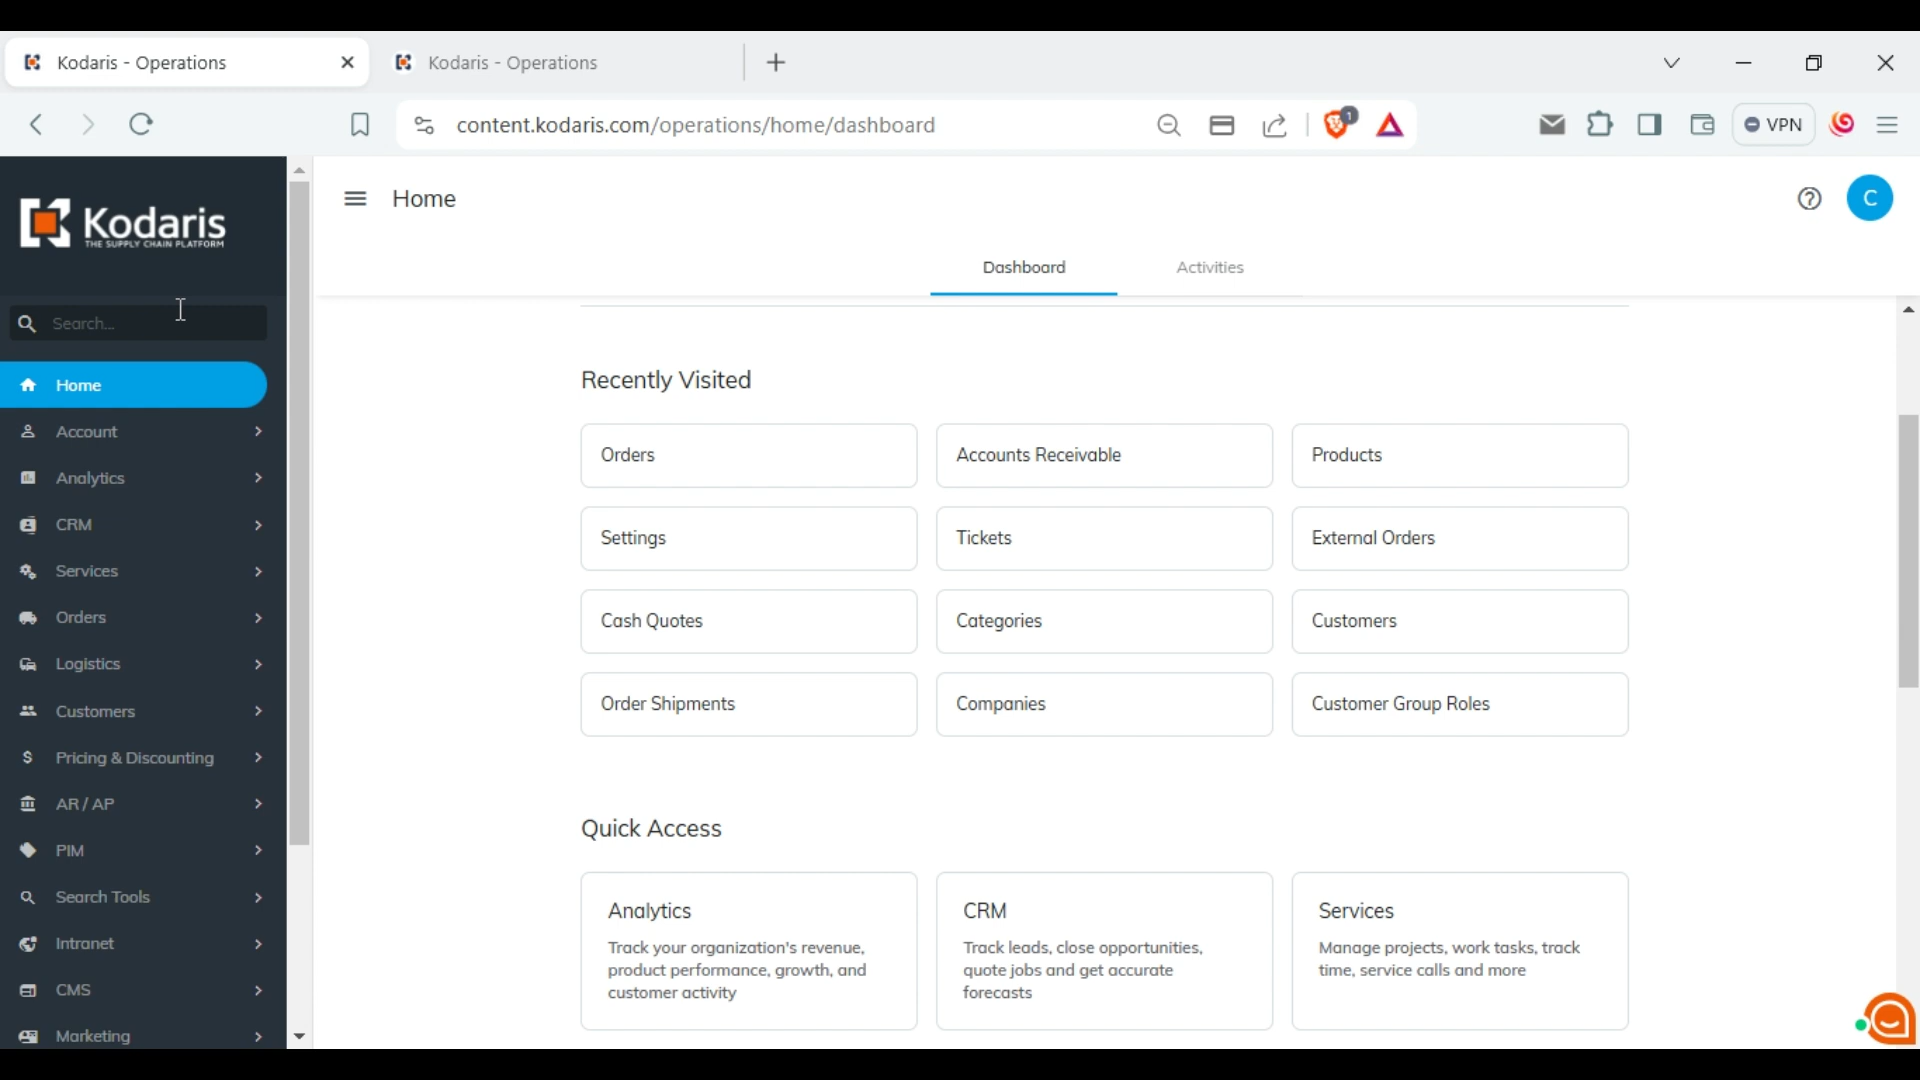 Kodaris - Operations
Kodaris - Operations
content.kodaris.com/operations/home/dashboard
1
VPN
Kodaris
THE SUPPLY CHAIN PLATFORM
Home
C
Dashboard
Activities
Search...
Home
Account
Analytics
CRM
Services
Orders
Logistics
Customers
$ Pricing & Discounting
AR / AP
PIM
Search Tools
Intranet
CMS
Marketing
Recently Visited
Orders
Accounts Receivable
Products
Settings
Tickets
External Orders
Cash Quotes
Categories
Customers
Order Shipments
Companies
Customer Group Roles
Quick Access
Analytics
Track your organization's revenue,
product performance, growth, and
customer activity
CRM
Track leads, close opportunities,
quote jobs and get accurate
forecasts
Services
Manage projects, work tasks, track
time, service calls and more